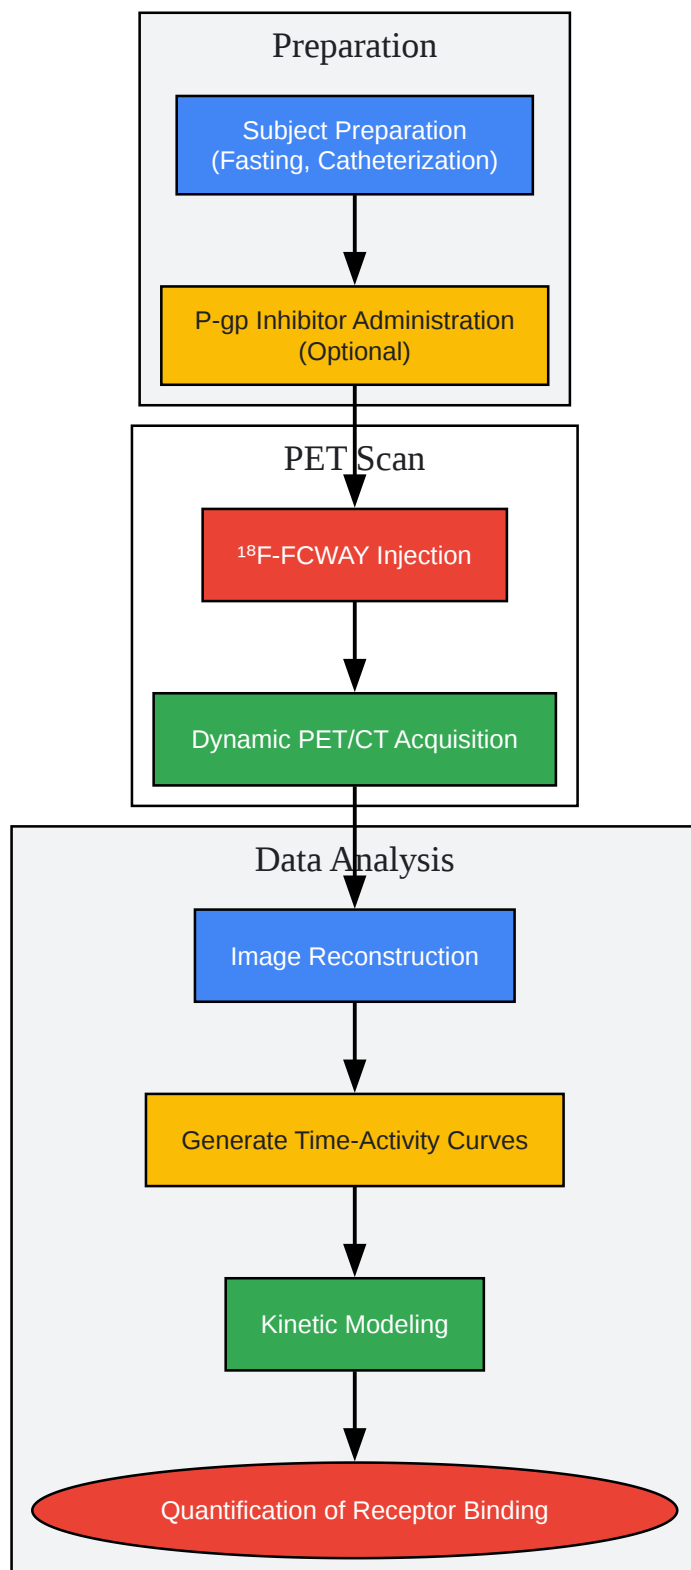 Preparation
Subject Preparation
(Fasting, Catheterization)
P-gp Inhibitor Administration
(Optional)
PET Scan
¹⁸F-FCWAY Injection
Dynamic PET/CT Acquisition
Data Analysis
Image Reconstruction
Generate Time-Activity Curves
Kinetic Modeling
Quantification of Receptor Binding